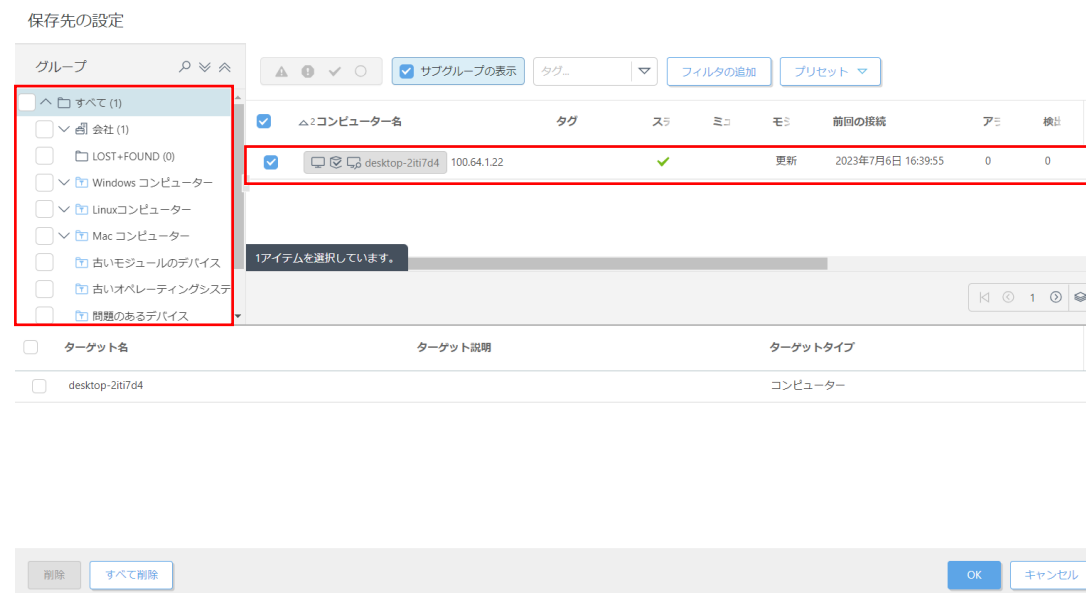 保存先の設定
グループ
サブグループの表示 タグ... フィルタの追加 プリセット
すべて (1)
会社 (1)
LOST+FOUND (0)
Windows コンピューター
Linuxコンピューター
Mac コンピューター
古いモジュールのデバイス
古いオペレーティングシステ
問題のあるデバイス
2コンピューター名 タグ 前回の接続
desktop-2iti7d4 100.64.1.22 更新 2023年7月6日 16:39:55 0 0
1アイテムを選択しています。
1
ターゲット名 ターゲット説明 ターゲットタイプ
desktop-2iti7d4 コンピューター
削除 すべて削除 OK キャンセル